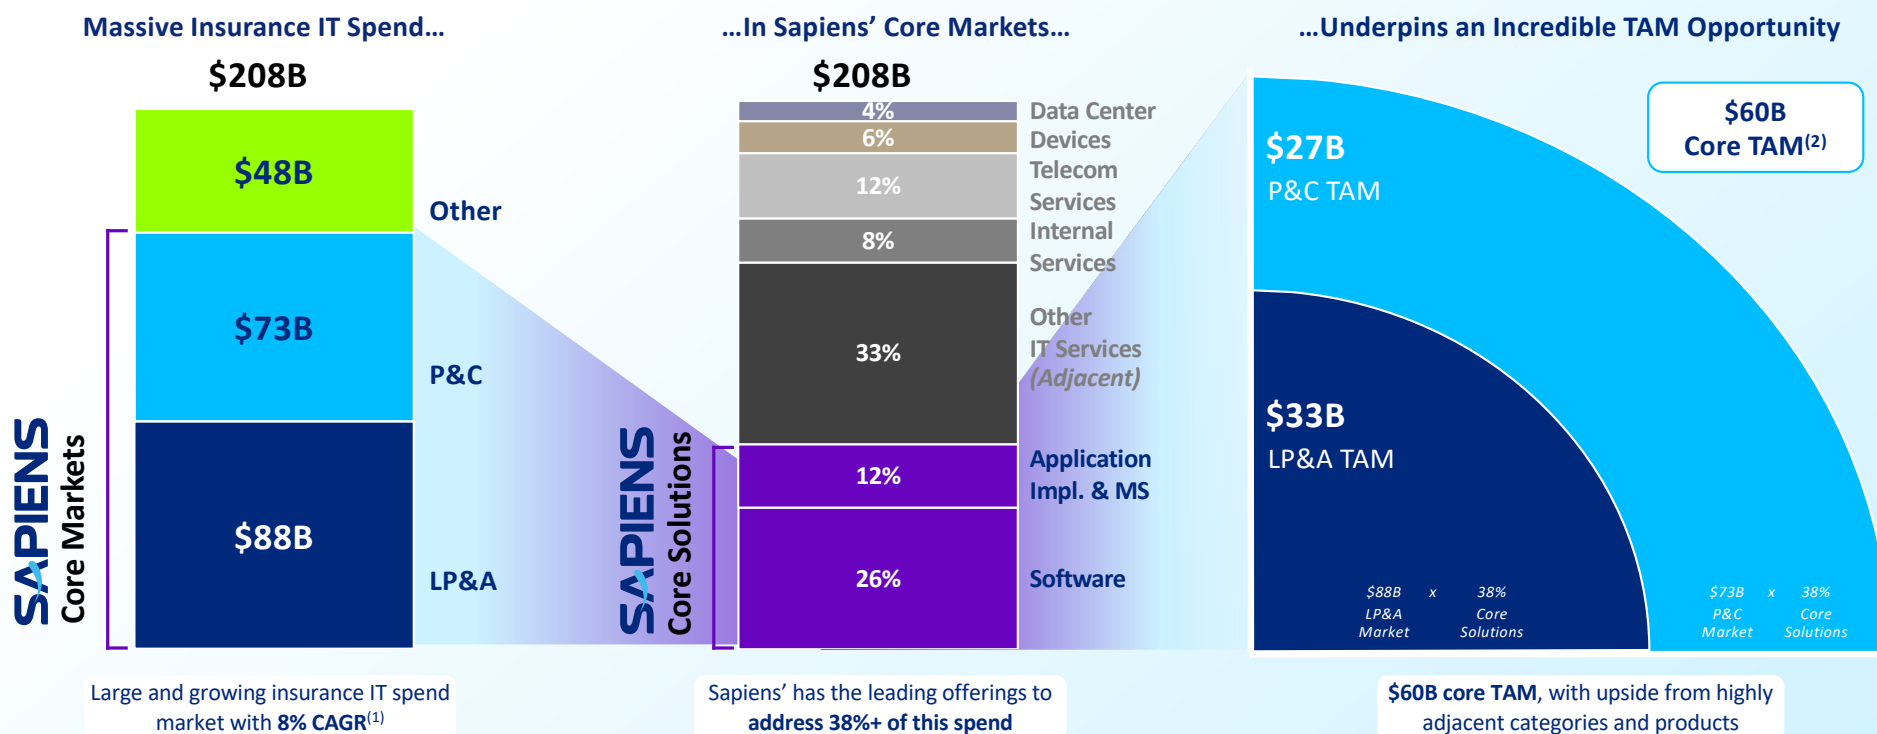 Massive Insurance IT Spend…
$208B
$48B
$73B
$88B
Other
P&C
LP&A
SAPIENS
Core Markets
Large and growing insurance IT spend
market with 8% CAGR(1)
…In Sapiens’ Core Markets…
$208B
4%
6%
12%
8%
33%
12%
26%
Data Center
Devices
Telecom
Services
Internal
Services
Other
IT Services
(Adjacent)
Application
Impl. & MS
Software
SAPIENS
Core Solutions
Sapiens’ has the leading offerings to
address 38%+ of this spend
…Underpins an Incredible TAM Opportunity
$60B
Core TAM(2)
$27B
P&C TAM
$33B
LP&A TAM
$88B x 38%
LP&A Core
Market Solutions
$73B x 38%
P&C Core
Market Solutions
$60B core TAM, with upside from highly
adjacent categories and products